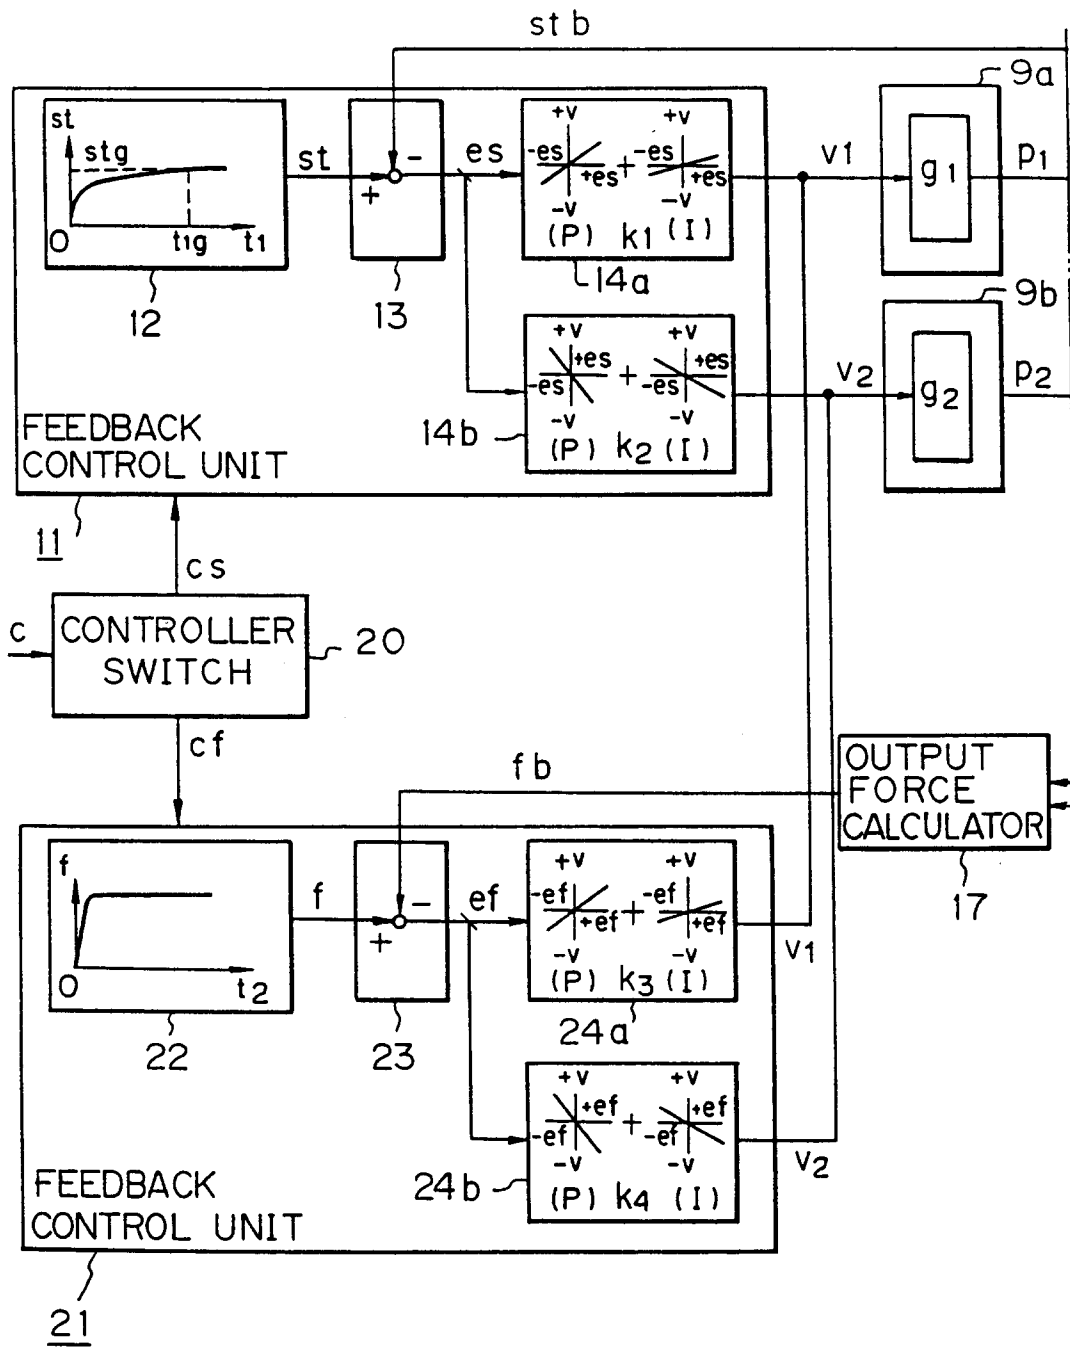 stb
9a
st
stg
O
t1g
t1
12
st
+
-
13
es
+v
-es
+es
-v
(P)
+
+v
-es
+es
-v
(I)
k1
14a
v1
g1
p1
9b
+v
+es
-es
-v
(P)
+
+v
+es
-es
-v
(I)
k2
14b
v2
g2
p2
FEEDBACK
CONTROL UNIT
11
cs
c
CONTROLLER
SWITCH
20
cf
fb
OUTPUT
FORCE
CALCULATOR
17
f
O
t2
22
f
+
-
23
ef
+v
-ef
+ef
-v
(P)
+
+v
-ef
+ef
-v
(I)
k3
24a
v1
+v
+ef
-ef
-v
(P)
+
+v
+ef
-ef
-v
(I)
k4
24b
v2
FEEDBACK
CONTROL UNIT
21